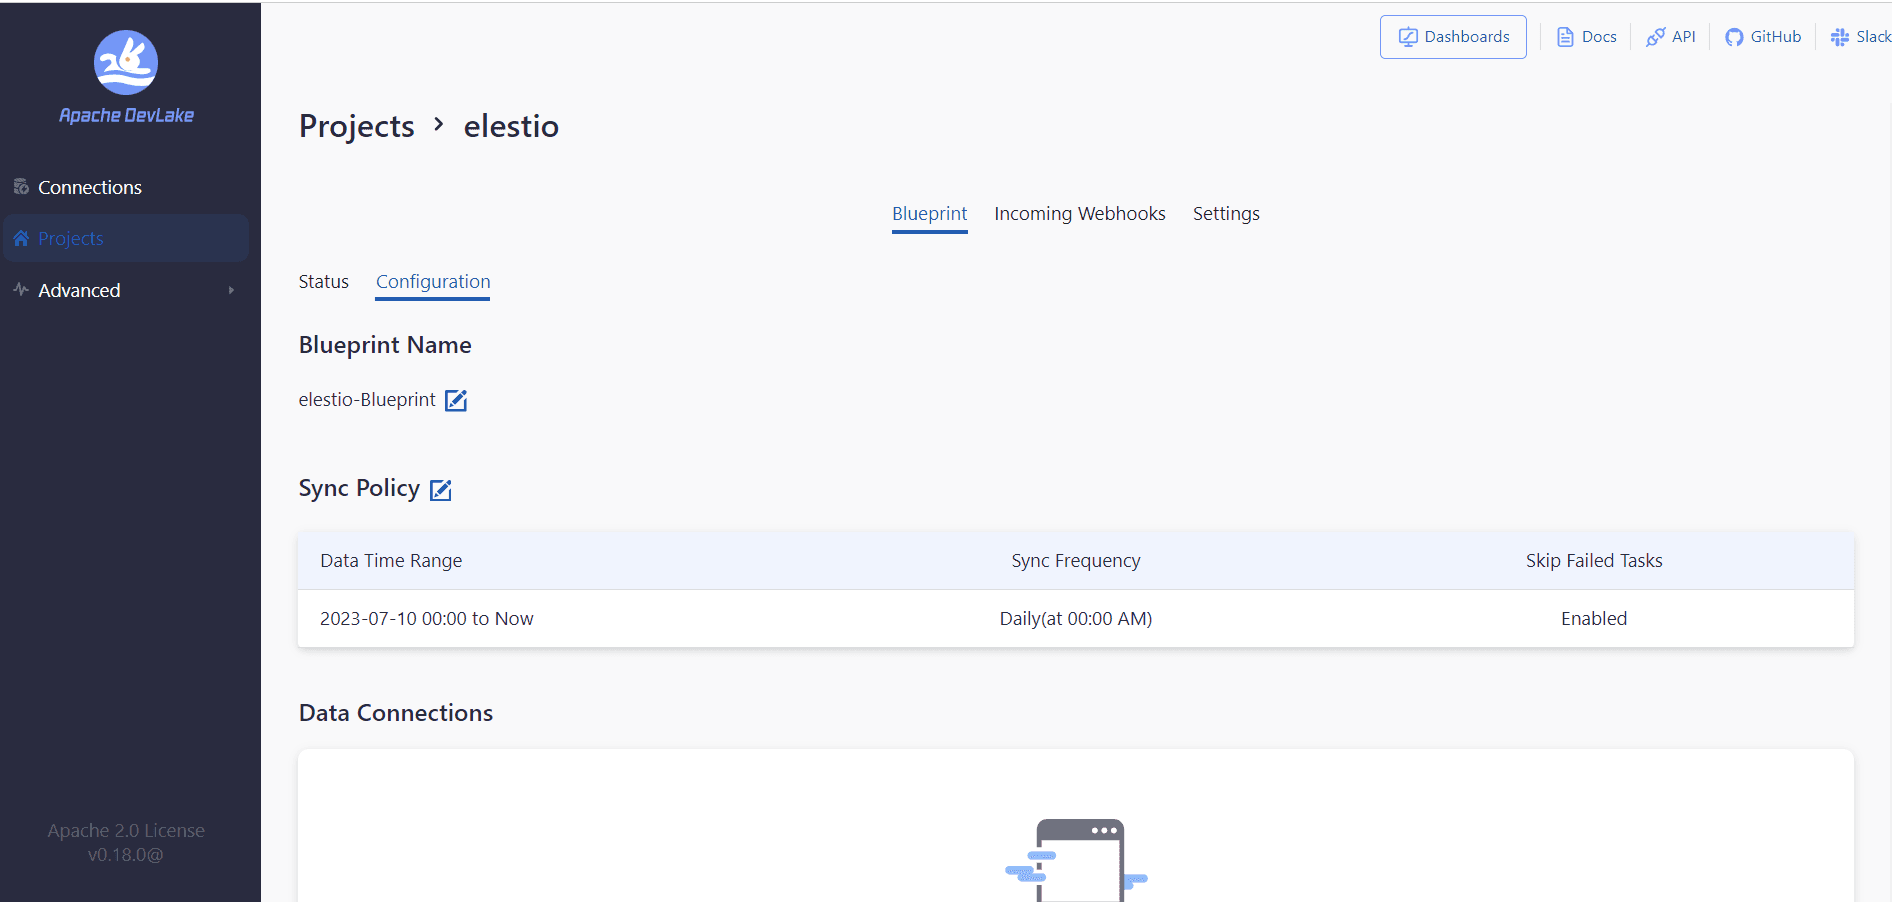 Apache DevLake
Connections
Projects
Advanced
Apache 2.0 License
v0.18.0@
Dashboards
Docs
API
GitHub
Slack
Projects > elestio
Blueprint
Incoming Webhooks
Settings
Status
Configuration
Blueprint Name
elestio-Blueprint
Sync Policy
Data Time Range
Sync Frequency
Skip Failed Tasks
2023-07-10 00:00 to Now
Daily(at 00:00 AM)
Enabled
Data Connections